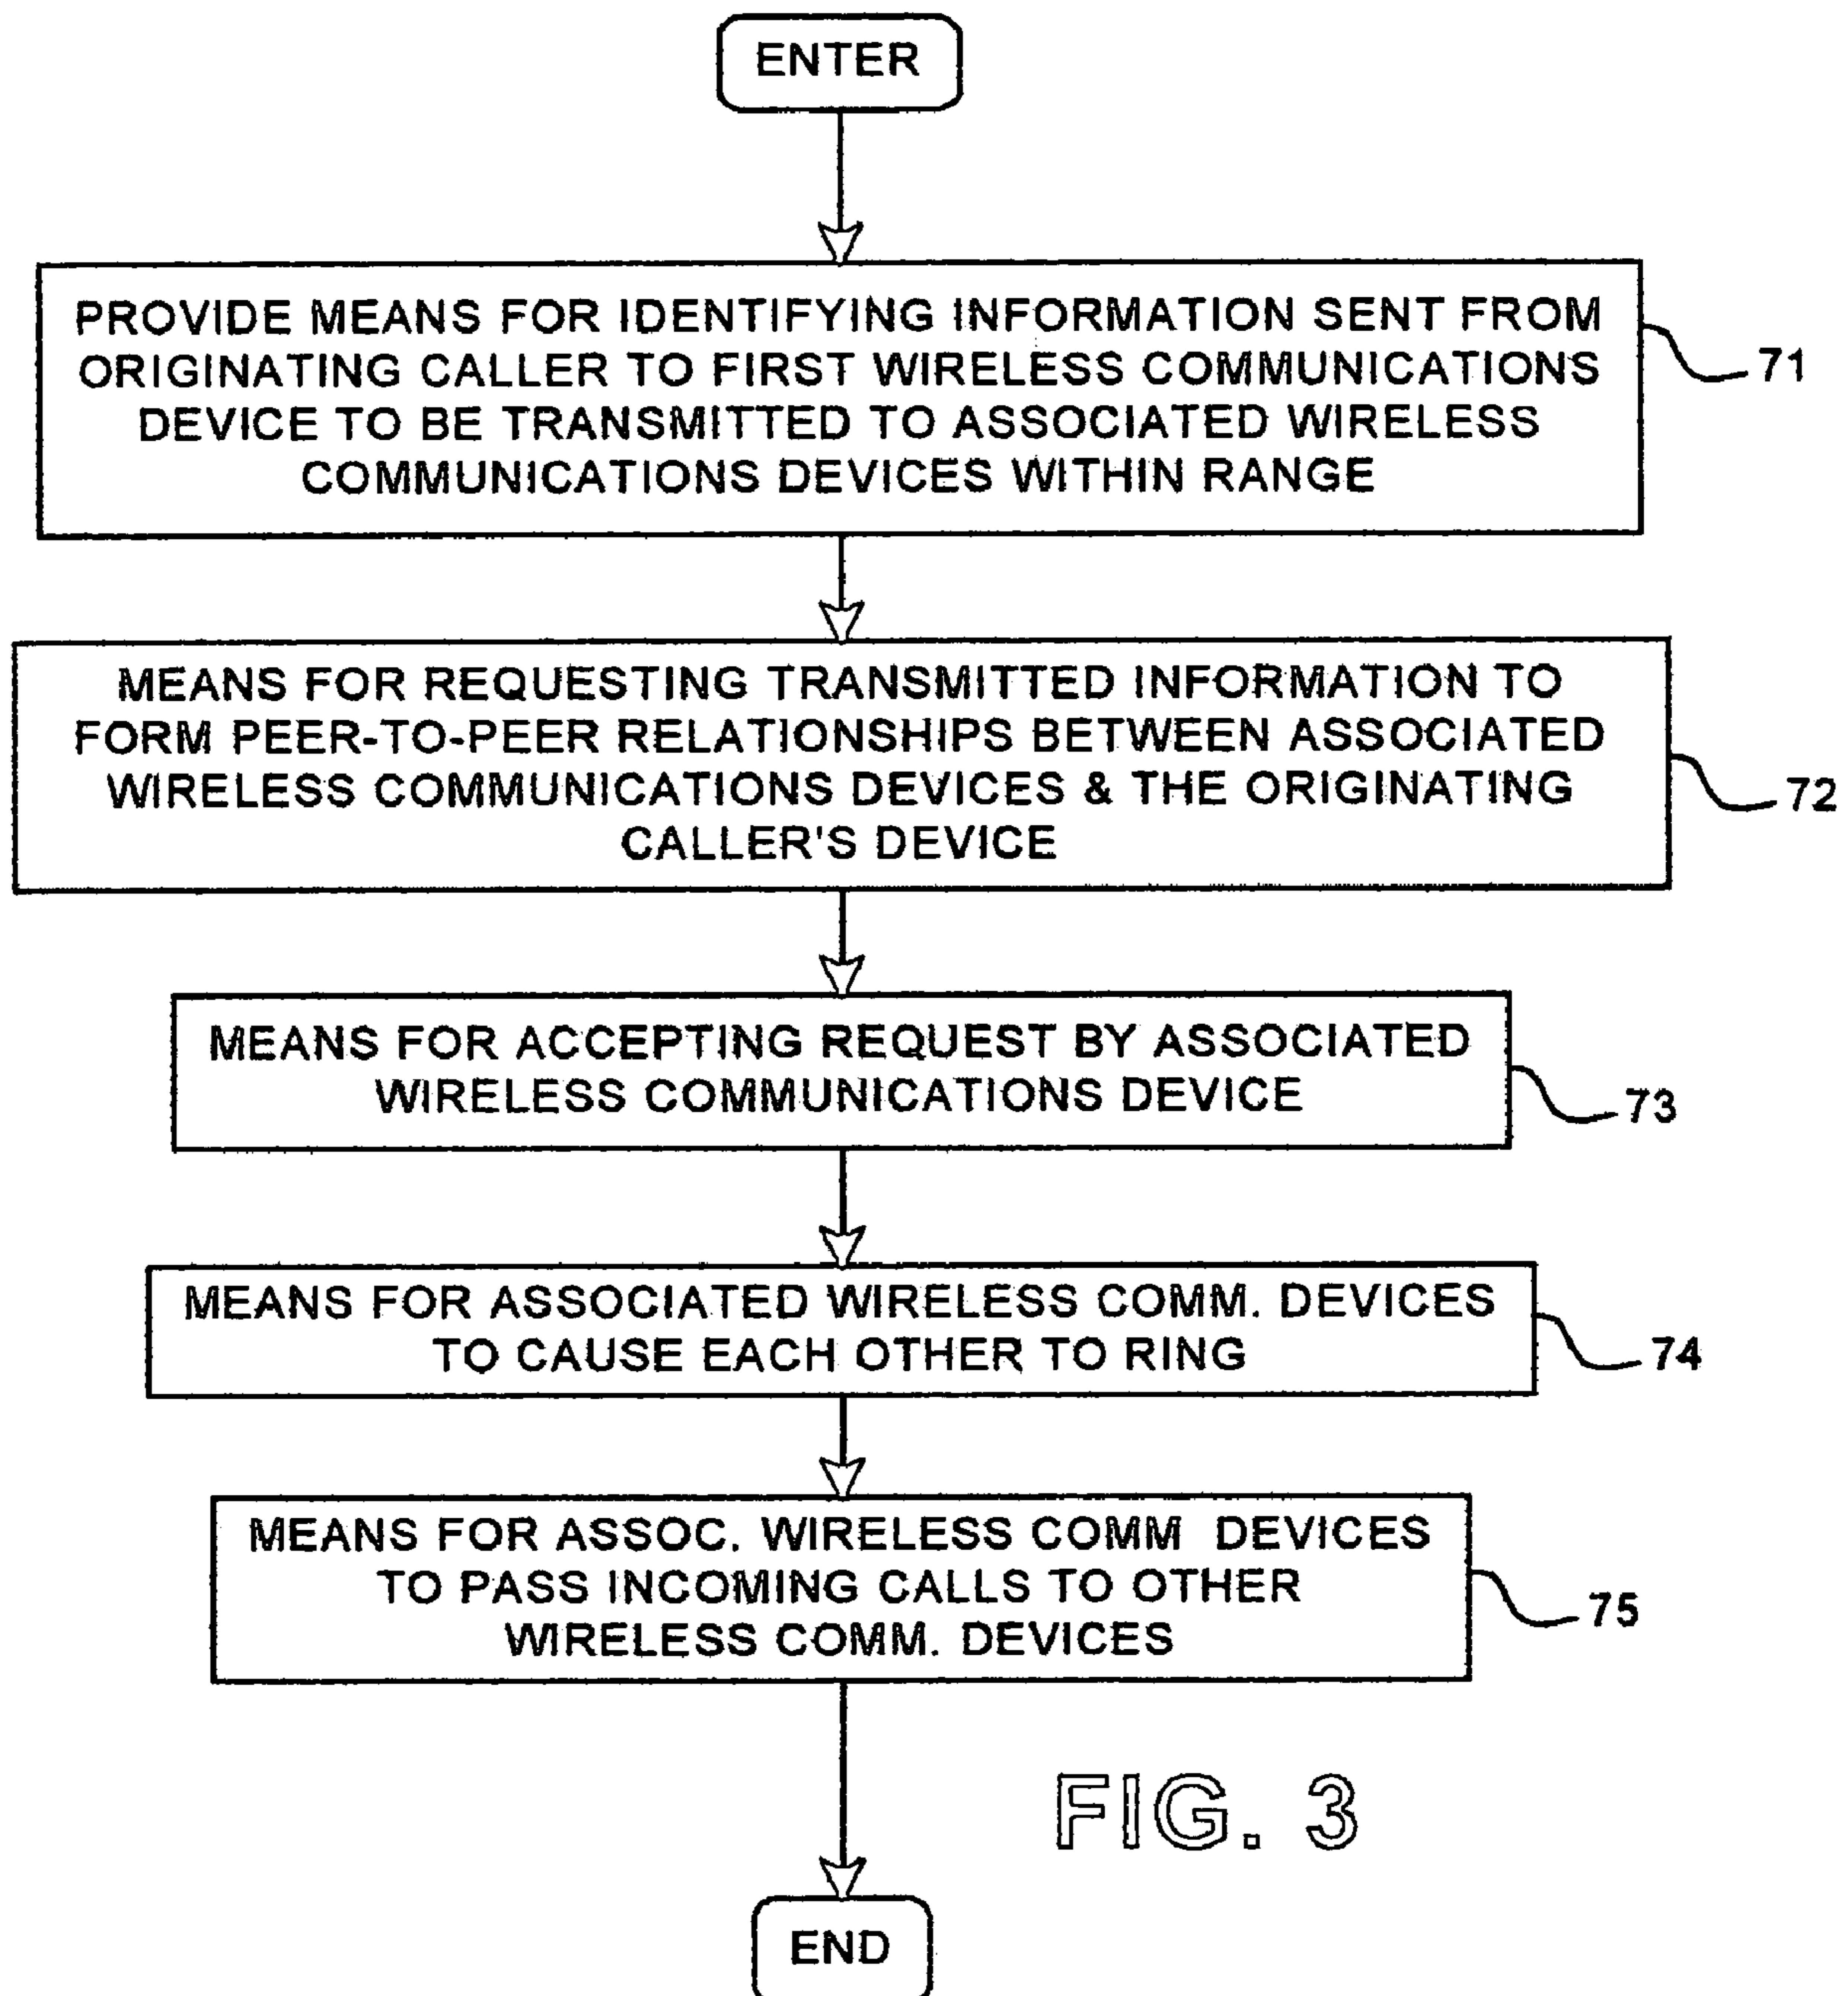 ENTER
PROVIDE MEANS FOR IDENTIFYING INFORMATION SENT FROM
ORIGINATING CALLER TO FIRST WIRELESS COMMUNICATIONS
DEVICE TO BE TRANSMITTED TO ASSOCIATED WIRELESS
COMMUNICATIONS DEVICES WITHIN RANGE
71
MEANS FOR REQUESTING TRANSMITTED INFORMATION TO
FORM PEER-TO-PEER RELATIONSHIPS BETWEEN ASSOCIATED
WIRELESS COMMUNICATIONS DEVICES & THE ORIGINATING
CALLER'S DEVICE
72
MEANS FOR ACCEPTING REQUEST BY ASSOCIATED
WIRELESS COMMUNICATIONS DEVICE
73
MEANS FOR ASSOCIATED WIRELESS COMM. DEVICES
TO CAUSE EACH OTHER TO RING
74
MEANS FOR ASSOC. WIRELESS COMM DEVICES
TO PASS INCOMING CALLS TO OTHER
WIRELESS COMM. DEVICES
75
FIG. 3
END